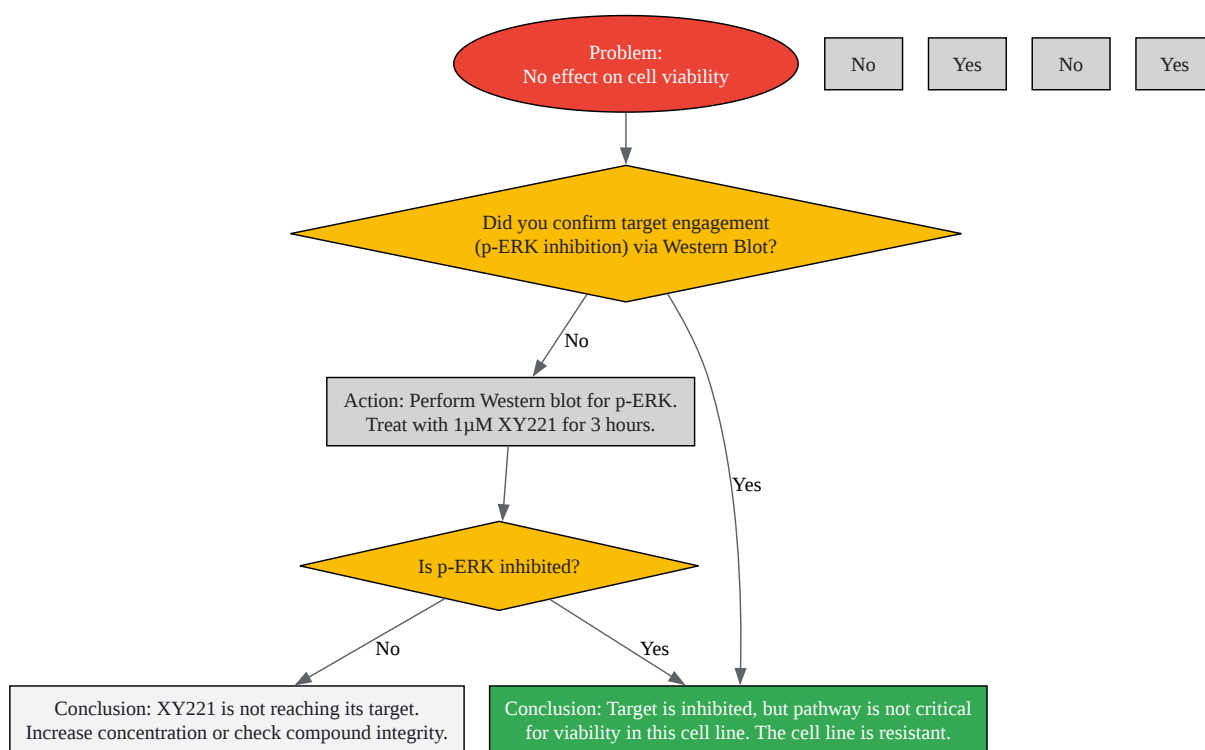 Problem:
No effect on cell viability
No
Yes
No
Yes
Did you confirm target engagement
(p-ERK inhibition) via Western Blot?
No
Action: Perform Western blot for p-ERK.
Treat with 1µM XY221 for 3 hours.
Yes
Is p-ERK inhibited?
No
Yes
Conclusion: XY221 is not reaching its target.
Increase concentration or check compound integrity.
Conclusion: Target is inhibited, but pathway is not critical
for viability in this cell line. The cell line is resistant.